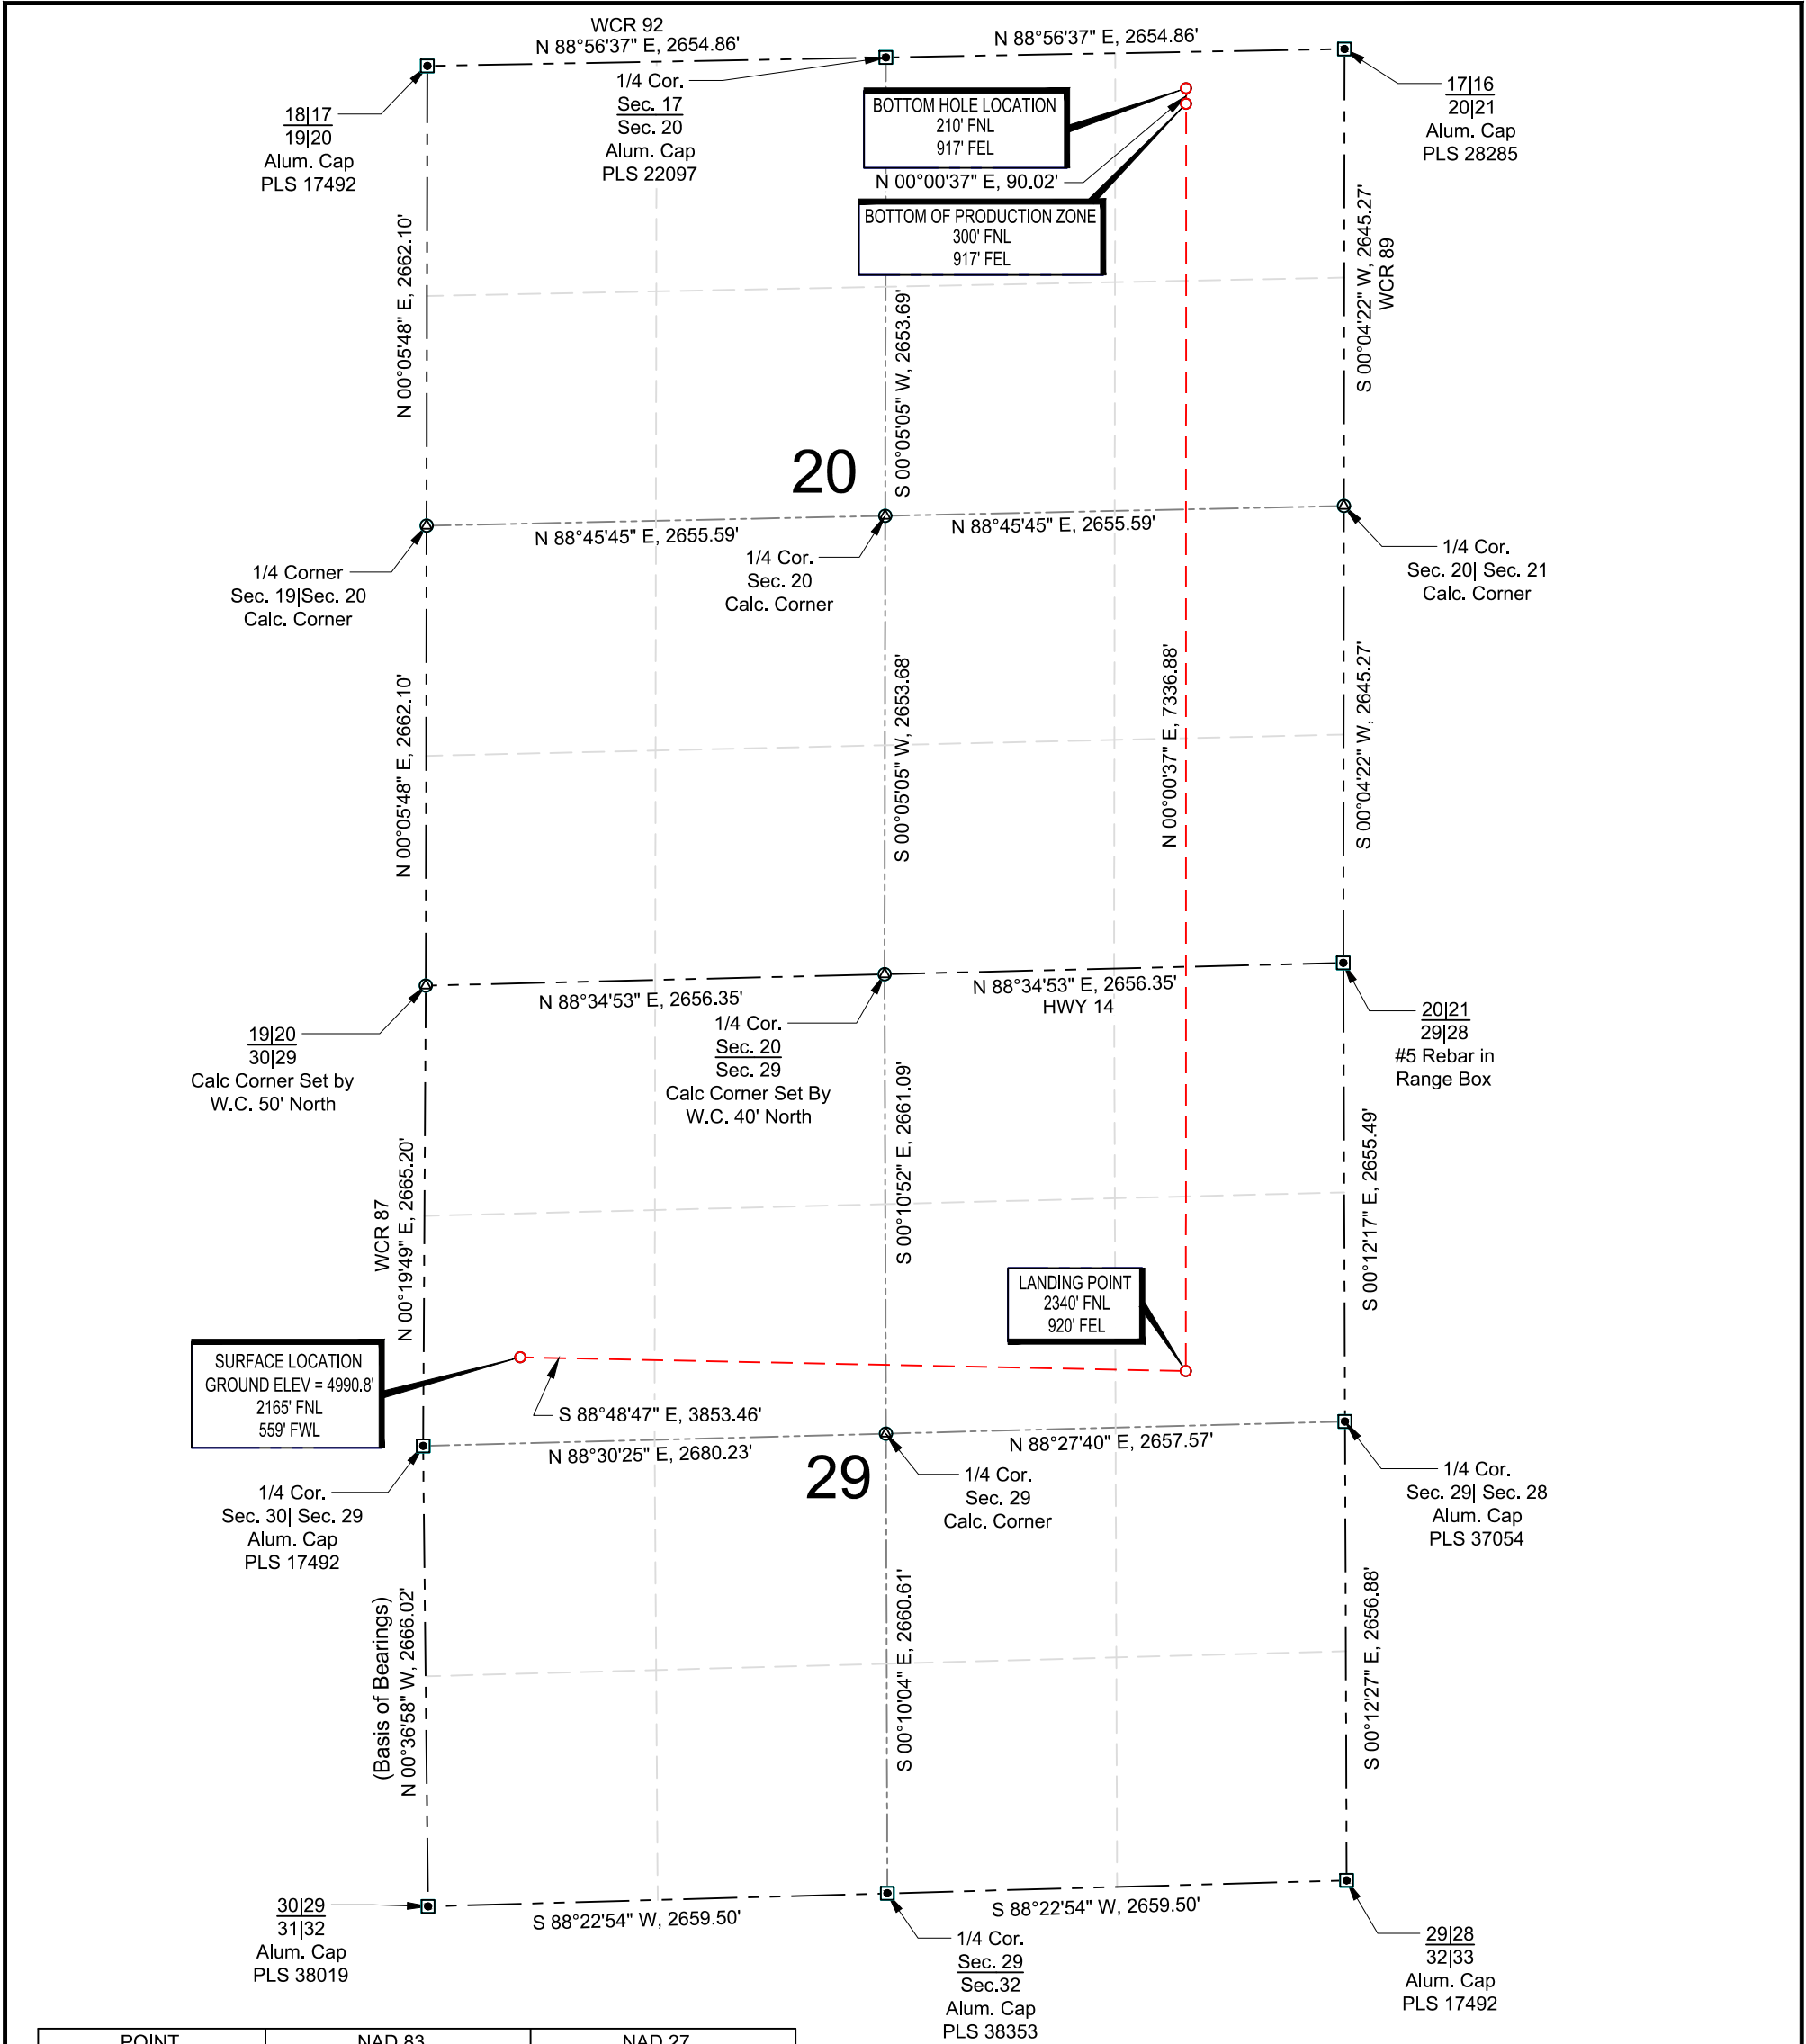 WCR 92
N 88°56'37" E, 2654.86'
N 88°56'37" E, 2654.86'
18|17
19|20
Alum. Cap
PLS 17492
1/4 Cor.
Sec. 17
Sec. 20
Alum. Cap
PLS 22097
BOTTOM HOLE LOCATION
210' FNL
917' FEL
N 00°00'37" E, 90.02'
BOTTOM OF PRODUCTION ZONE
300' FNL
917' FEL
17|16
20|21
Alum. Cap
PLS 28285
N 00°05'48" E, 2662.10'
S 00°05'05" W, 2653.69'
S 00°04'22" W, 2645.27'
WCR 89
20
N 88°45'45" E, 2655.59'
N 88°45'45" E, 2655.59'
1/4 Corner
Sec. 19|Sec. 20
Calc. Corner
1/4 Cor.
Sec. 20
Calc. Corner
1/4 Cor.
Sec. 20| Sec. 21
Calc. Corner
N 00°05'48" E, 2662.10'
S 00°05'05" W, 2653.68'
N 00°00'37" E, 7336.88'
S 00°04'22" W, 2645.27'
N 88°34'53" E, 2656.35'
N 88°34'53" E, 2656.35'
HWY 14
19|20
30|29
Calc Corner Set by
W.C. 50' North
1/4 Cor.
Sec. 20
Sec. 29
Calc Corner Set By
W.C. 40' North
20|21
29|28
#5 Rebar in
Range Box
WCR 87
N 00°19'49" E, 2665.20'
S 00°10'52" E, 2661.09'
S 00°12'17" E, 2655.49'
LANDING POINT
2340' FNL
920' FEL
SURFACE LOCATION
GROUND ELEV = 4990.8'
2165' FNL
559' FWL
S 88°48'47" E, 3853.46'
N 88°30'25" E, 2680.23'
N 88°27'40" E, 2657.57'
29
1/4 Cor.
Sec. 30| Sec. 29
Alum. Cap
PLS 17492
1/4 Cor.
Sec. 29
Calc. Corner
1/4 Cor.
Sec. 29| Sec. 28
Alum. Cap
PLS 37054
(Basis of Bearings)
N 00°36'58" W, 2666.02'
S 00°10'04" E, 2660.61'
S 00°12'27" E, 2656.88'
S 88°22'54" W, 2659.50'
S 88°22'54" W, 2659.50'
30|29
31|32
Alum. Cap
PLS 38019
1/4 Cor.
Sec. 29
Sec.32
Alum. Cap
PLS 38353
29|28
32|33
Alum. Cap
PLS 17492
POINT NAD 83 NAD 27